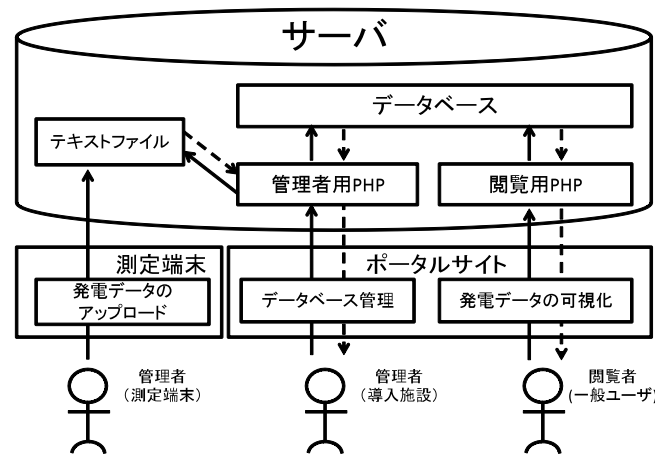 サーバ
データベース
テキストファイル
管理者用PHP
閲覧用PHP
測定端末
ポータルサイト
発電データの
アップロード
データベース管理
発電データの可視化
管理者
（測定端末）
管理者
（導入施設）
閲覧者
(一般ユーザ)